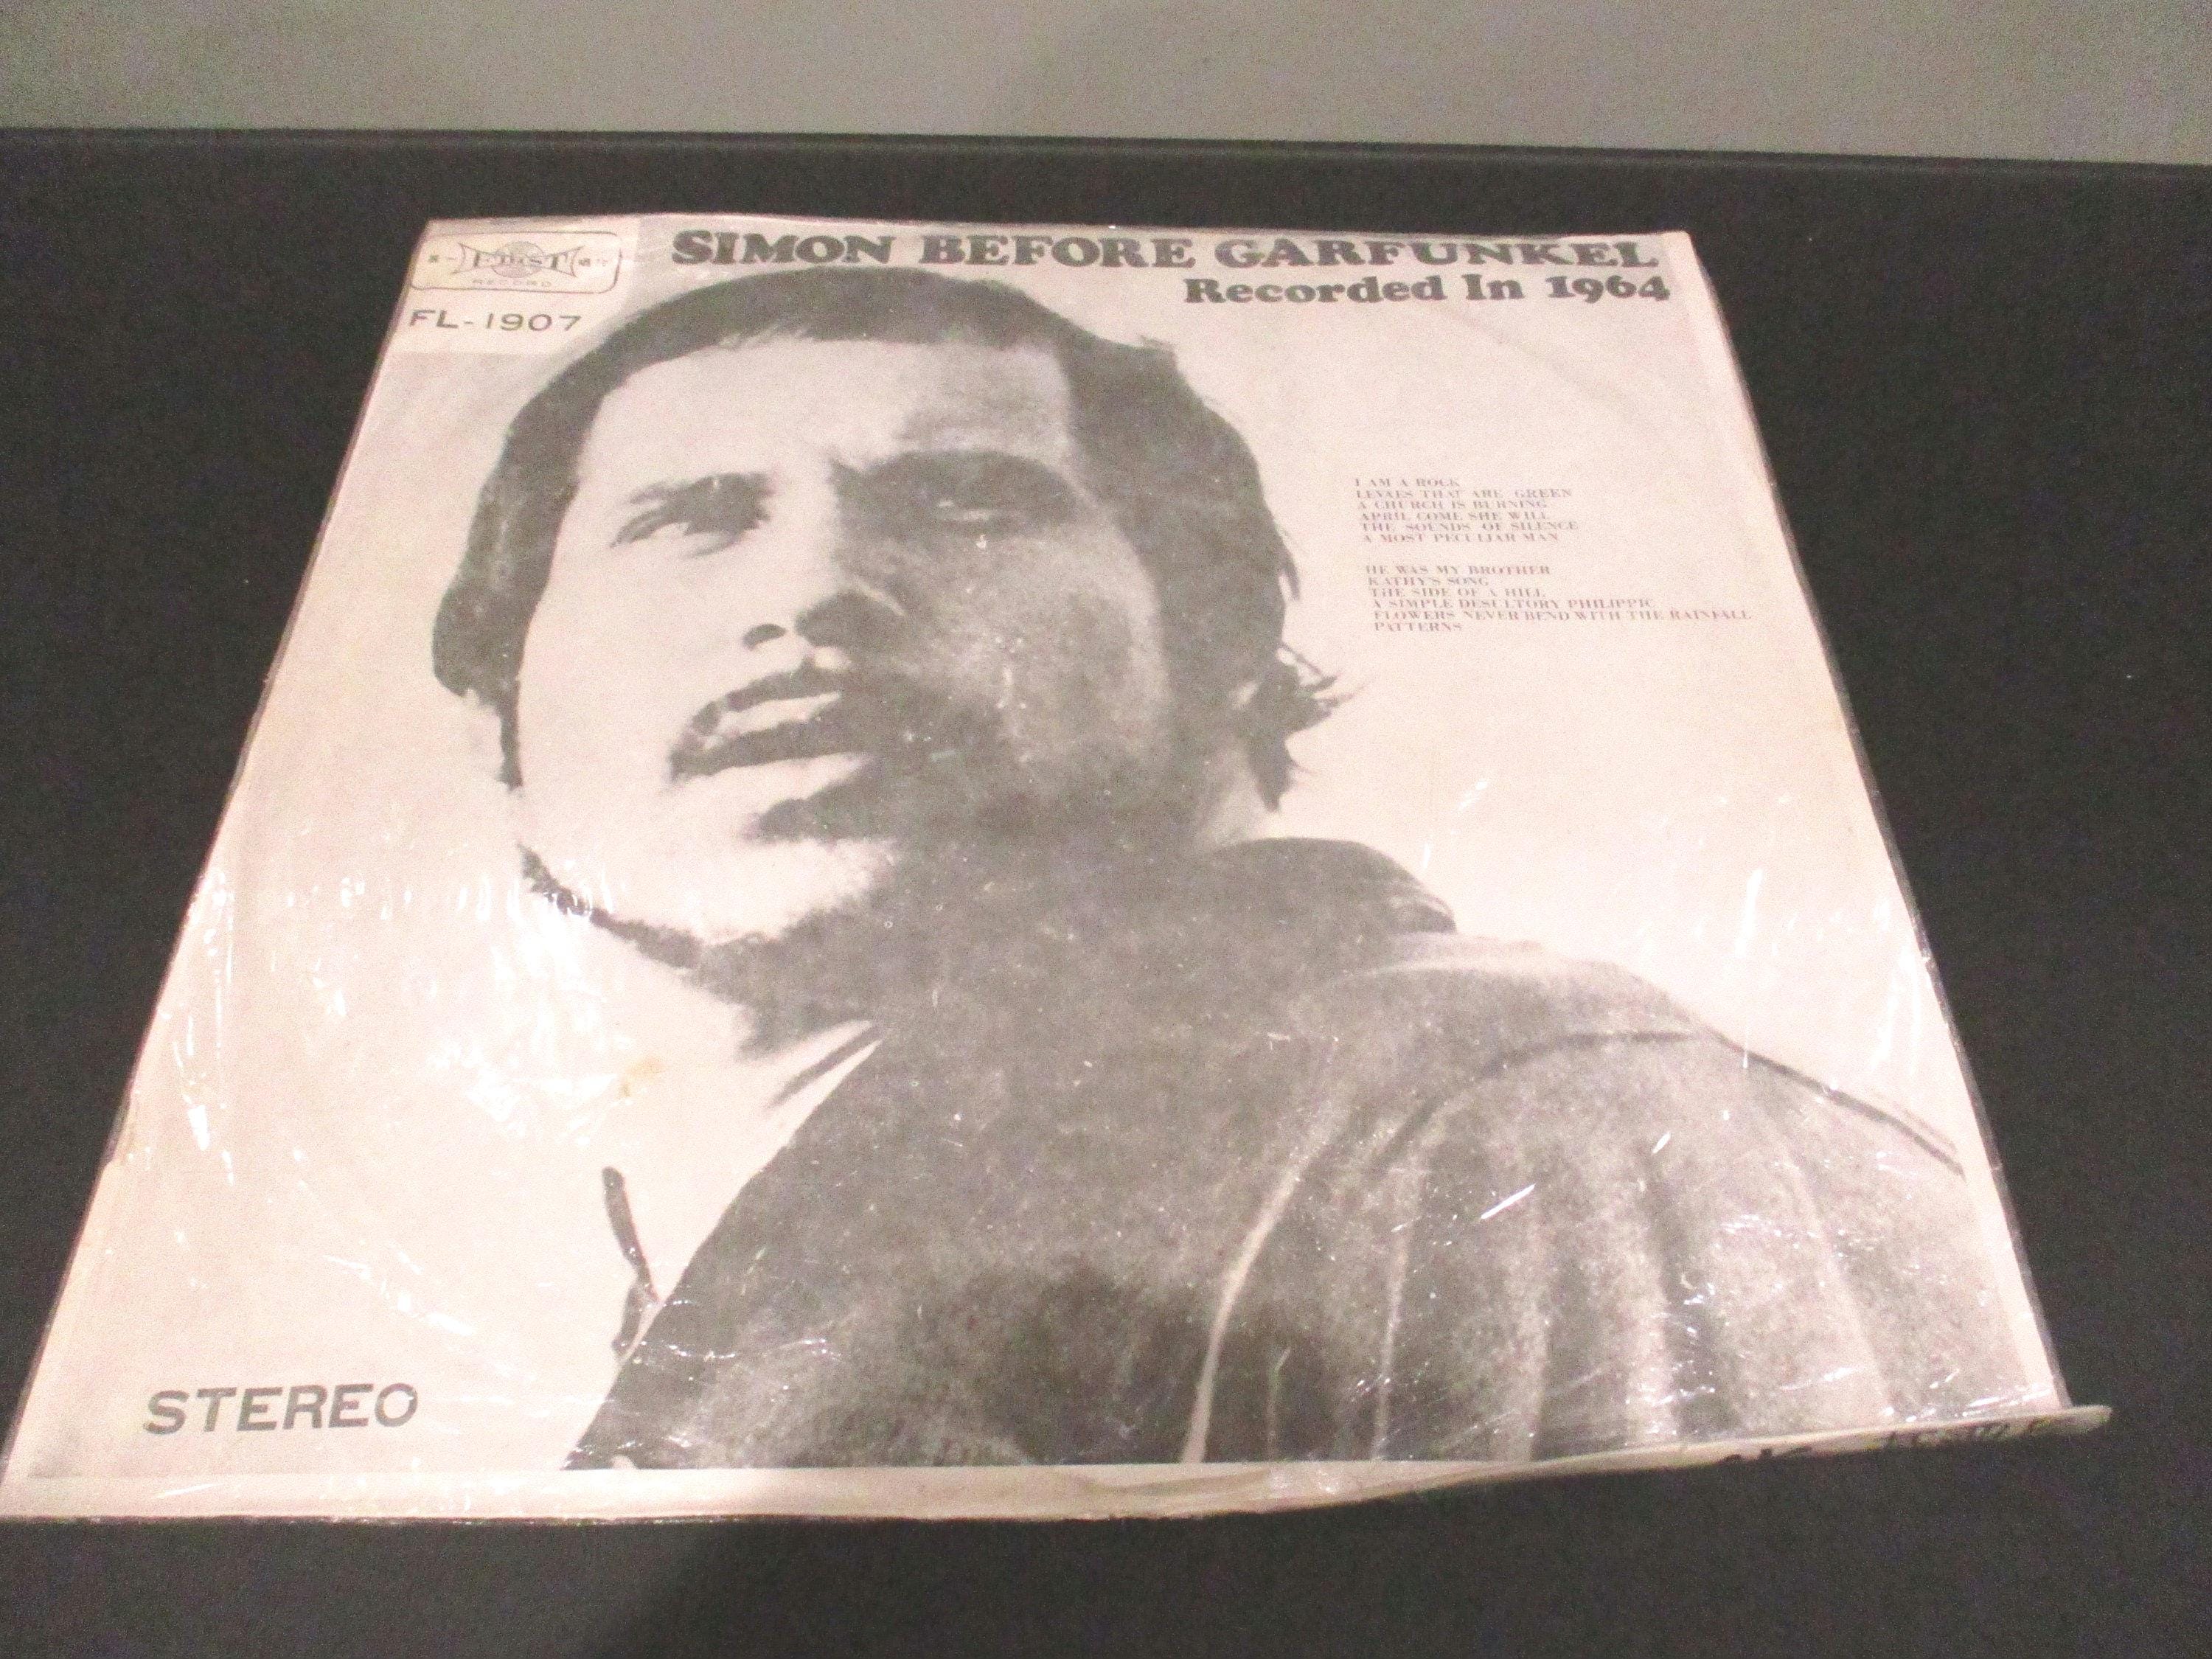 FIRST
RECORD
FL-1907
SIMON BEFORE GARFUNKEL
Recorded In 1964
I AM A ROCK
LEVAES THAT ARE GREEN
A CHURCH IS BURNING
APRIL COME SHE WILL
THE SOUNDS OF SILENCE
A MOST PECULIAR MAN
HE WAS MY BROTHER
KATHY'S SONG
THE SIDE OF A HILL
A SIMPLE DESULTORY PHILIPPIC
FLOWERS NEVER BEND WITH THE RAINFALL
PATTERNS
STEREO